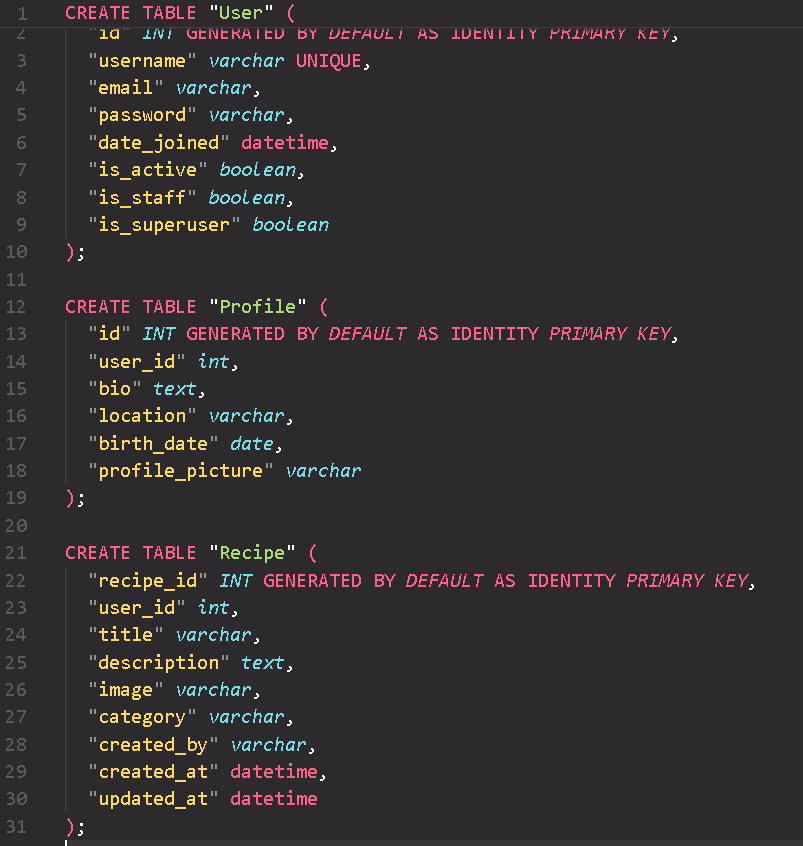 1 CREATE TABLE "User" (
2 "id" INT GENERATED BY DEFAULT AS IDENTITY PRIMARY KEY,
3 "username" varchar UNIQUE,
4 "email" varchar,
5 "password" varchar,
6 "date_joined" datetime,
7 "is_active" boolean,
8 "is_staff" boolean,
9 "is_superuser" boolean
10 );
11
12 CREATE TABLE "Profile" (
13 "id" INT GENERATED BY DEFAULT AS IDENTITY PRIMARY KEY,
14 "user_id" int,
15 "bio" text,
16 "location" varchar,
17 "birth_date" date,
18 "profile_picture" varchar
19 );
20
21 CREATE TABLE "Recipe" (
22 "recipe_id" INT GENERATED BY DEFAULT AS IDENTITY PRIMARY KEY,
23 "user_id" int,
24 "title" varchar,
25 "description" text,
26 "image" varchar,
27 "category" varchar,
28 "created_by" varchar,
29 "created_at" datetime,
30 "updated_at" datetime
31 );